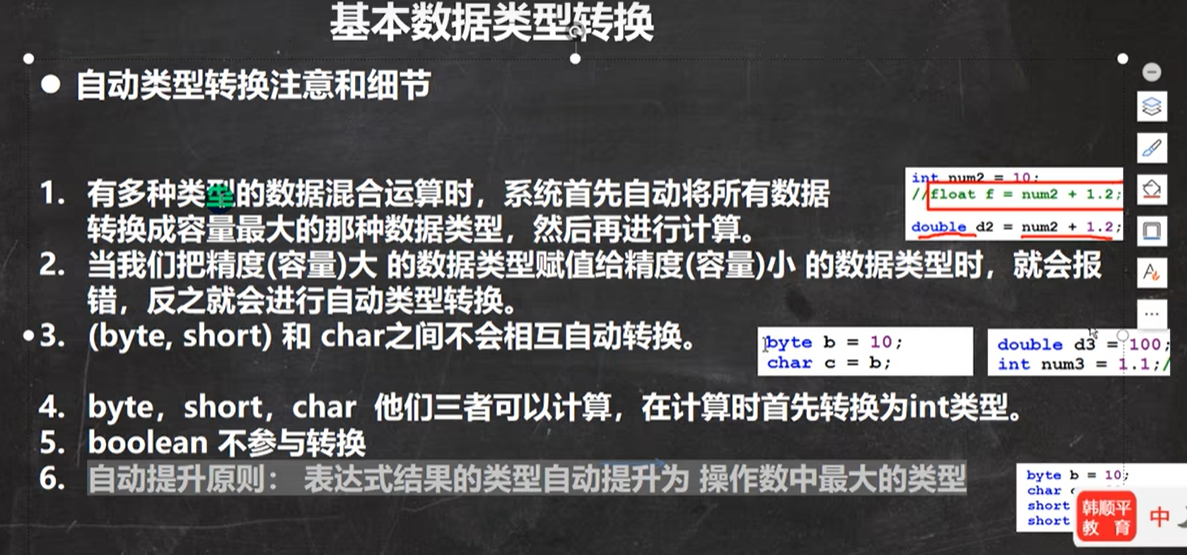 基本数据类型转换
● 自动类型转换注意和细节
1. 有多种类型的数据混合运算时，系统首先自动将所有数据
转换成容量最大的那种数据类型，然后再进行计算。
int num2 = 10;
//float f = num2 + 1.2;
double d2 = num2 + 1.2;
2. 当我们把精度(容量)大 的数据类型赋值给精度(容量)小 的数据类型时，就会报
错，反之就会进行自动类型转换。
3. (byte, short) 和 char之间不会相互自动转换。
byte b = 10;
char c = b;
double d3 = 100;
int num3 = 1.1;/
4. byte，short，char 他们三者可以计算，在计算时首先转换为int类型。
5. boolean 不参与转换
6. 自动提升原则： 表达式结果的类型自动提升为 操作数中最大的类型
byte b = 10;
char
short
short
韩顺平
教 育
中